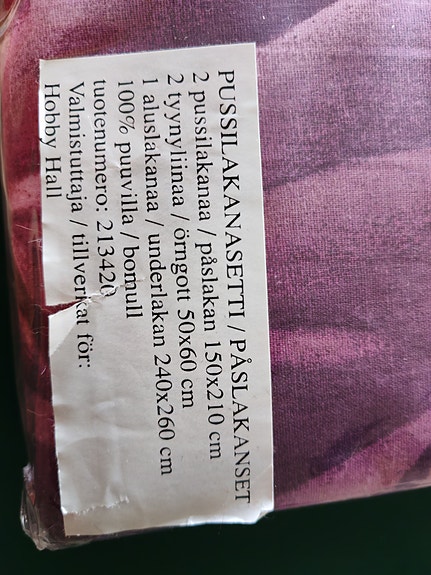 PUSSILAKANASETTI / PÅSLAKANSET
2 pussilakanaa / påslakan 150x210 cm
2 tyynyliinaa / örngott 50x60 cm
1 aluslakanaa / underlakan 240x260 cm
100% puuvilla / bomull
tuotenumero: 213420
Valmistuttaja / tillverkat för:
Hobby Hall